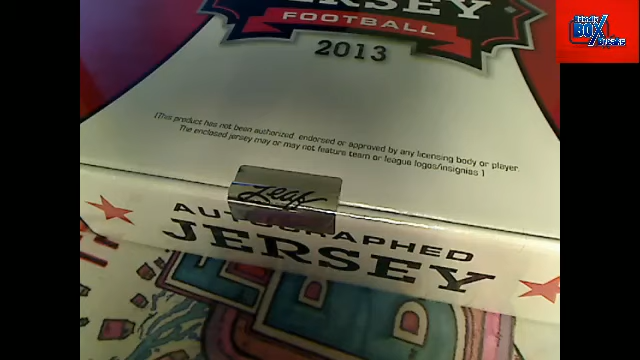 JERSEY
FOOTBALL
2013
[This product has not been authorized, endorsed or approved by any licensing body or player.
The enclosed jersey may or may not feature team or league logos/insignias ]
Leaf
AUTOGRAPHED
JERSEY
BOX